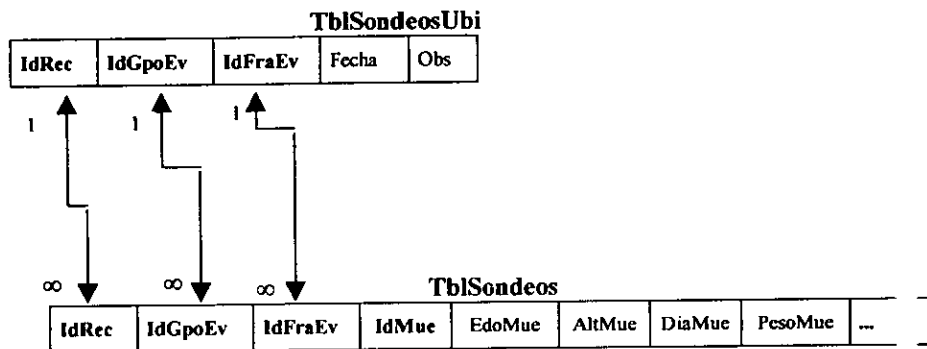 TblSondeosUbi
IdRec IdGpoEv IdFraEv Fecha Obs
1 1 1
∞ ∞ ∞
TblSondeos
IdRec IdGpoEv IdFraEv IdMue EdoMue AltMue DiaMue PesoMue ...